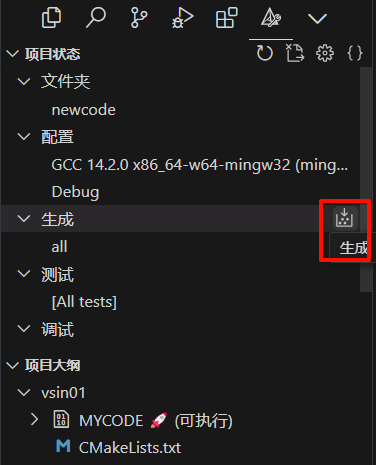 项目状态
文件夹
newcode
配置
GCC 14.2.0 x86_64-w64-mingw32 (ming...
Debug
生成
all
生成
测试
[All tests]
调试
项目大纲
vsin01
MYCODE 🚀 (可执行)
CMakeLists.txt